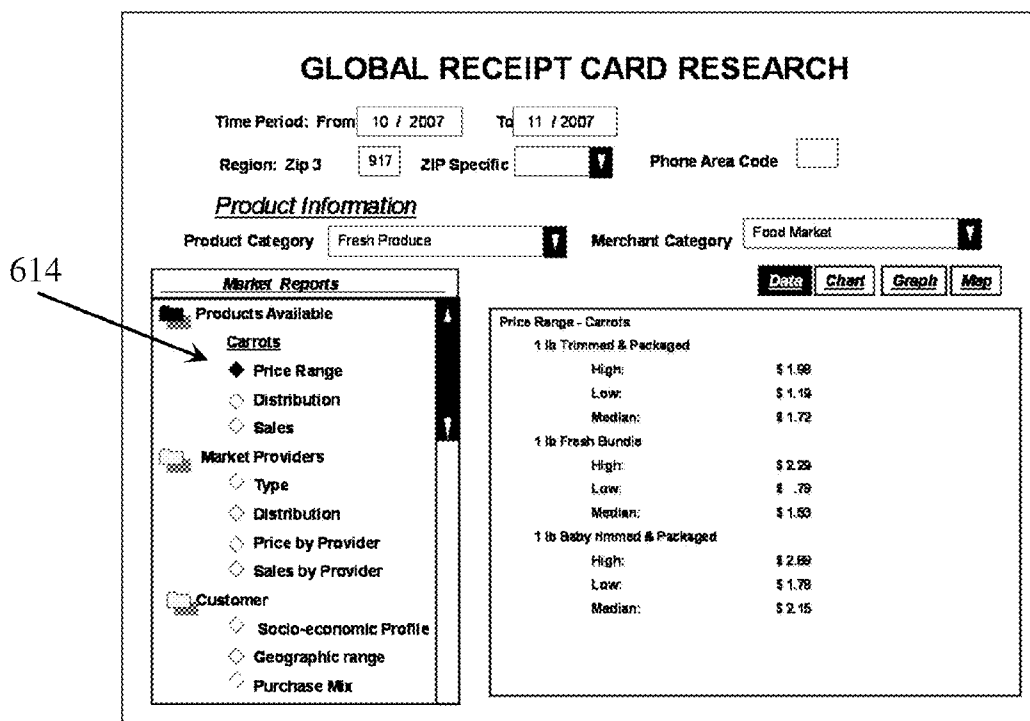 GLOBAL RECEIPT CARD RESEARCH
Time Period: From 10 / 2007 To 11 / 2007
Region: Zip 3 917 ZIP Specific Phone Area Code
Product Information
Product Category Fresh Produce Merchant Category Food Market
614
Market Reports
Data Chart Graph Map
Products Available
Carrots
Price Range
Distribution
Sales
Market Providers
Type
Distribution
Price by Provider
Sales by Provider
Customer
Socio-economic Profile
Geographic range
Purchase Mix
Price Range - Carrots
1 lb Trimmed & Packaged
High: $ 1.98
Low: $ 1.19
Median: $ 1.72
1 lb Fresh Bundle
High: $ 2.29
Low: $ .79
Median: $ 1.53
1 lb Baby rimmed & Packaged
High:
Low: $ 1.79
Median: $ 2.15